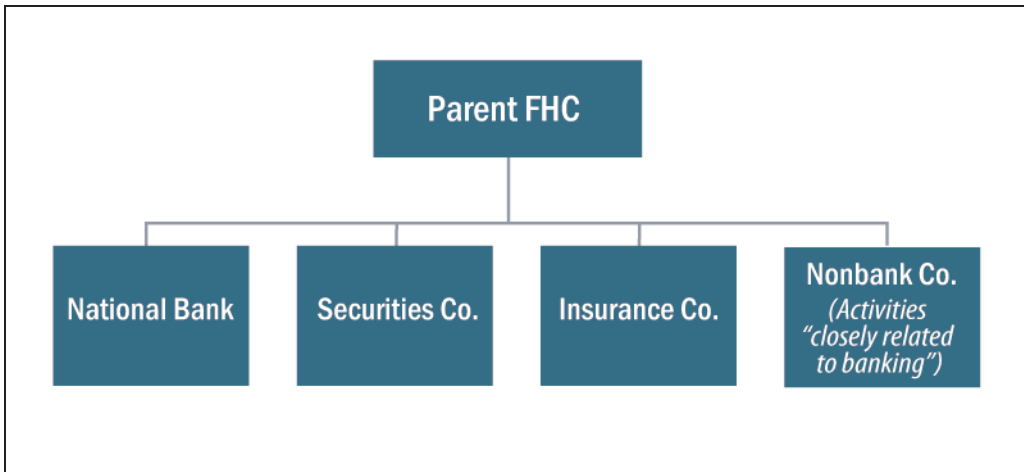 Parent FHC
National Bank
Securities Co.
Insurance Co.
Nonbank Co.
(Activities
“closely related
to banking”)